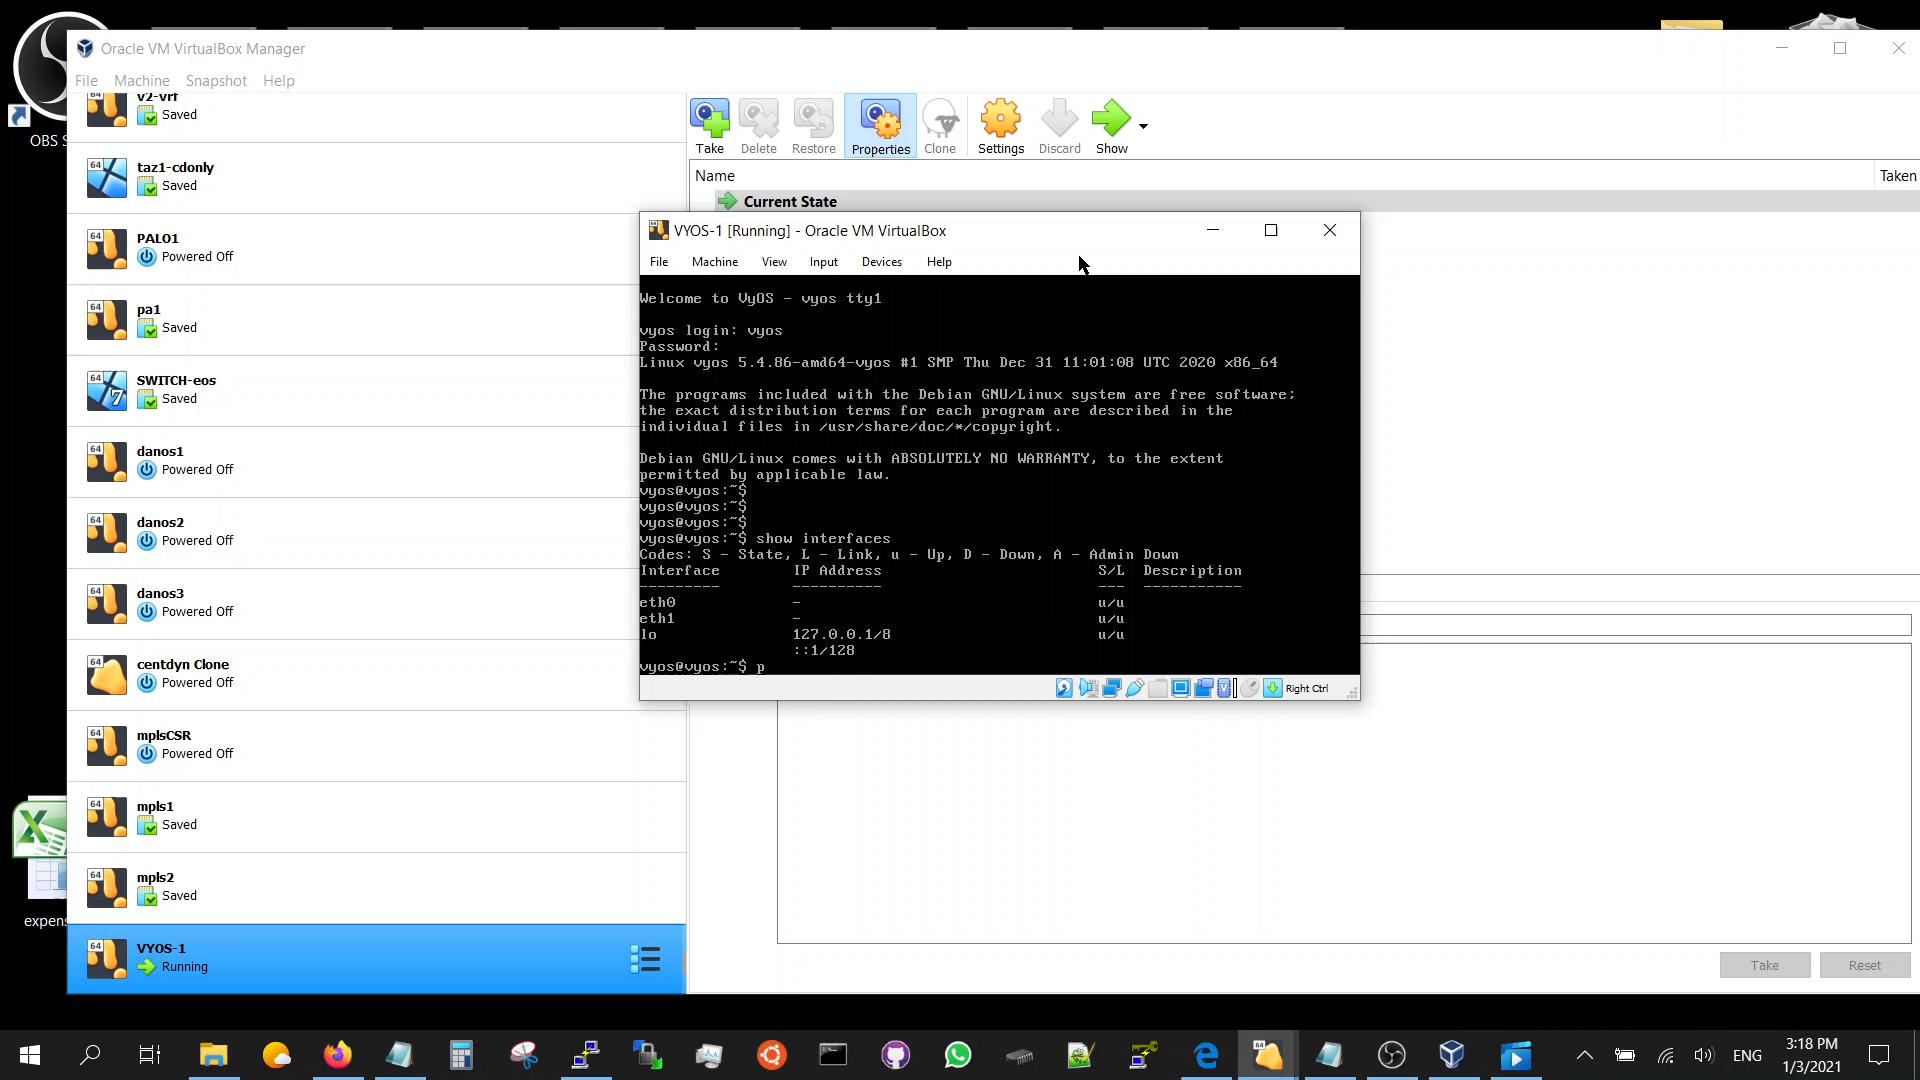 OBS S
Oracle VM VirtualBox Manager
File Machine Snapshot Help
v2-vrf
Saved
taz1-cdonly
Saved
PALO1
Powered Off
pa1
Saved
SWITCH-eos
Saved
danos1
Powered Off
danos2
Powered Off
danos3
Powered Off
centdyn Clone
Powered Off
mplsCSR
Powered Off
mpls1
Saved
mpls2
Saved
VYOS-1
Running
expens
Take Delete Restore Properties Clone Settings Discard Show
Name Taken
Current State
VYOS-1 [Running] - Oracle VM VirtualBox
File Machine View Input Devices Help
Welcome to VyOS - vyos tty1
vyos login: vyos
Password:
Linux vyos 5.4.86-amd64-vyos #1 SMP Thu Dec 31 11:01:08 UTC 2020 x86_64
The programs included with the Debian GNU/Linux system are free software;
the exact distribution terms for each program are described in the
individual files in /usr/share/doc/*/copyright.
Debian GNU/Linux comes with ABSOLUTELY NO WARRANTY, to the extent
permitted by applicable law.
vyos@vyos:~$
vyos@vyos:~$
vyos@vyos:~$
vyos@vyos:~$ show interfaces
Codes: S - State, L - Link, u - Up, D - Down, A - Admin Down
Interface IP Address S/L Description
--------- ---------- --- -----------
eth0 - u/u
eth1 - u/u
lo 127.0.0.1/8 u/u
::1/128
vyos@vyos:~$ p
Right Ctrl
Take Reset
ENG
3:18 PM
1/3/2021